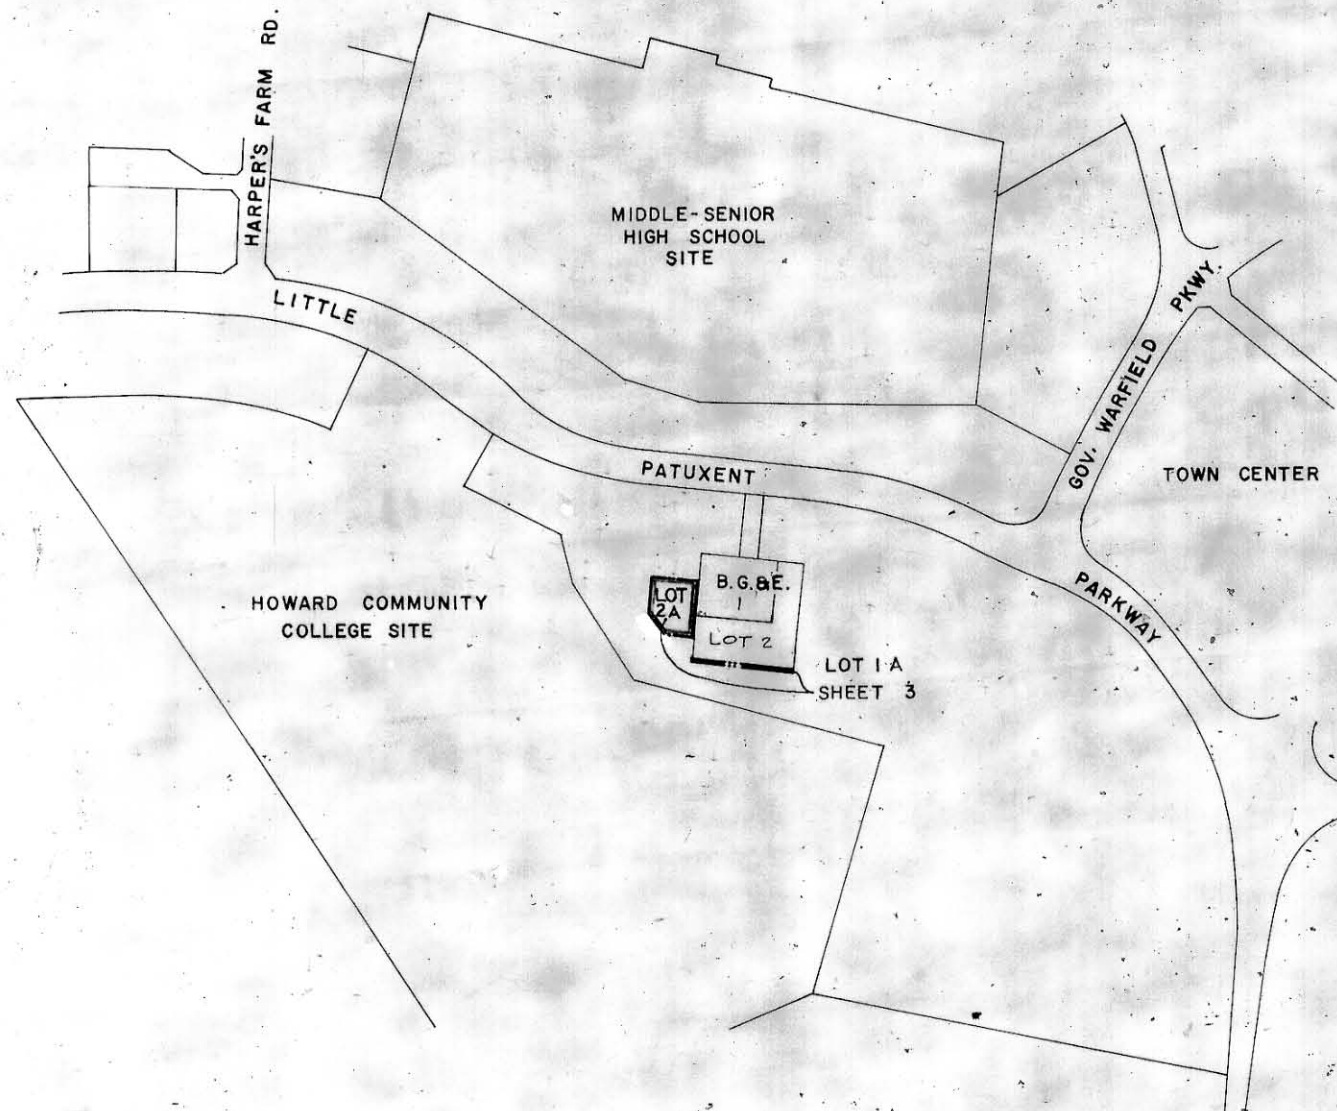 HARPER'S FARM RD.
MIDDLE-SENIOR
HIGH SCHOOL
SITE
LITTLE
GOV. WARFIELD PKWY.
PATUXENT
TOWN CENTER
PARKWAY
HOWARD COMMUNITY
COLLEGE SITE
B.G.&E.
1
LOT
2A
LOT 2
LOT 1 A
SHEET 3